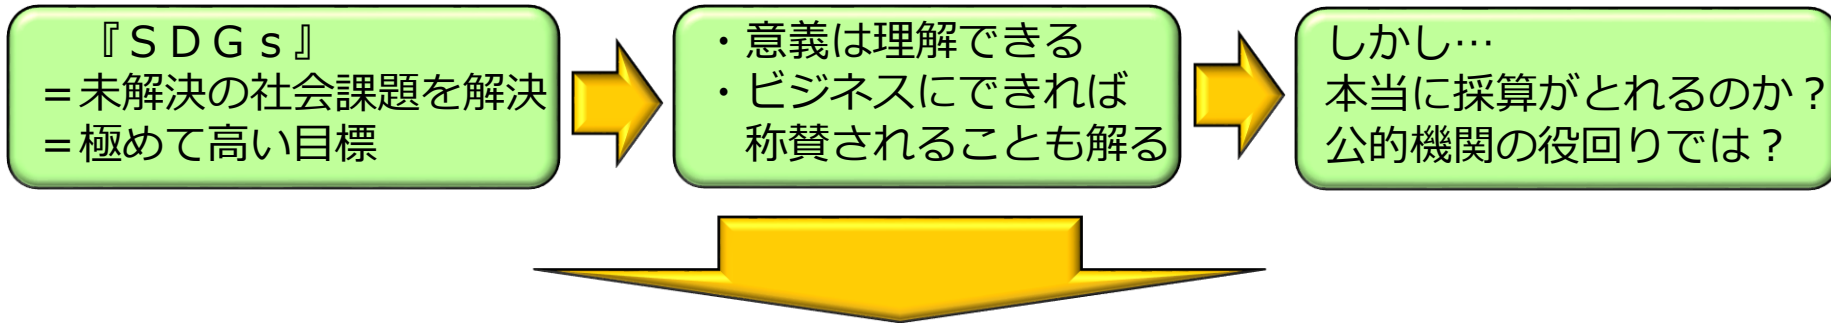 『ＳＤＧｓ』
＝未解決の社会課題を解決
＝極めて高い目標
・意義は理解できる
・ビジネスにできれば
称賛されることも解る
しかし…
本当に採算がとれるのか？
公的機関の役回りでは？